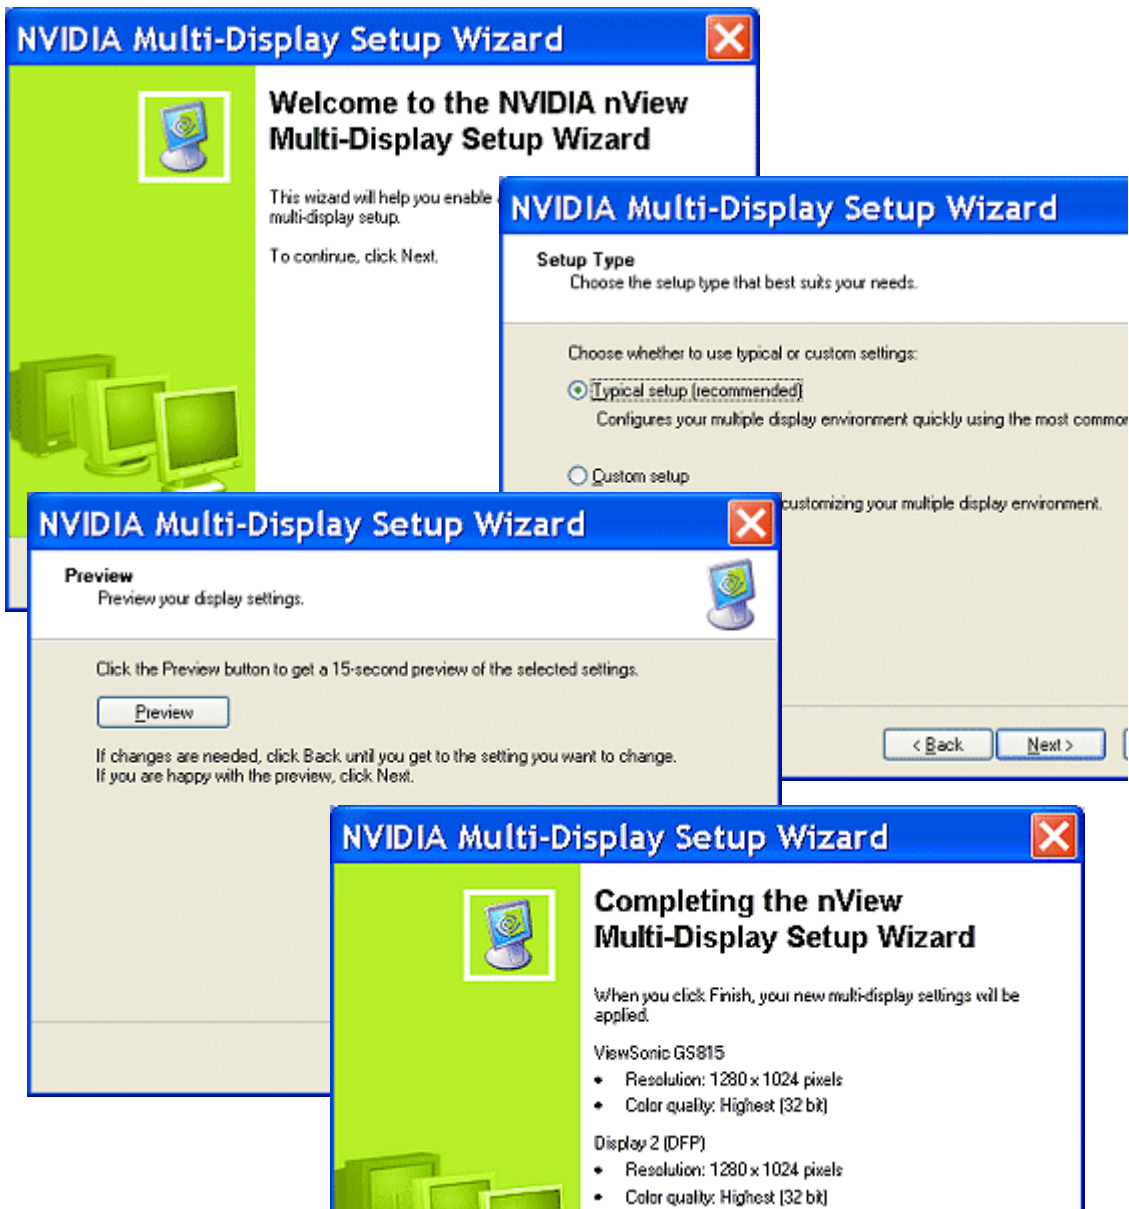 NVIDIA Multi-Display Setup Wizard
Welcome to the NVIDIA nView
Multi-Display Setup Wizard
This wizard will help you enable
multi-display setup.
To continue, click Next.
NVIDIA Multi-Display Setup Wizard
Setup Type
Choose the setup type that best suits your needs.
Choose whether to use typical or custom settings:
Typical setup (recommended)
Configures your multiple display environment quickly using the most common
Custom setup
customizing your multiple display environment.
< Back
Next >
NVIDIA Multi-Display Setup Wizard
Preview
Preview your display settings.
Click the Preview button to get a 15-second preview of the selected settings.
Preview
If changes are needed, click Back until you get to the setting you want to change.
If you are happy with the preview, click Next.
NVIDIA Multi-Display Setup Wizard
Completing the nView
Multi-Display Setup Wizard
When you click Finish, your new multi-display settings will be
applied.
ViewSonic GS815
• Resolution: 1280 x 1024 pixels
• Color quality: Highest (32 bit)
Display 2 (DFP)
• Resolution: 1280 x 1024 pixels
• Color quality: Highest (32 bit)